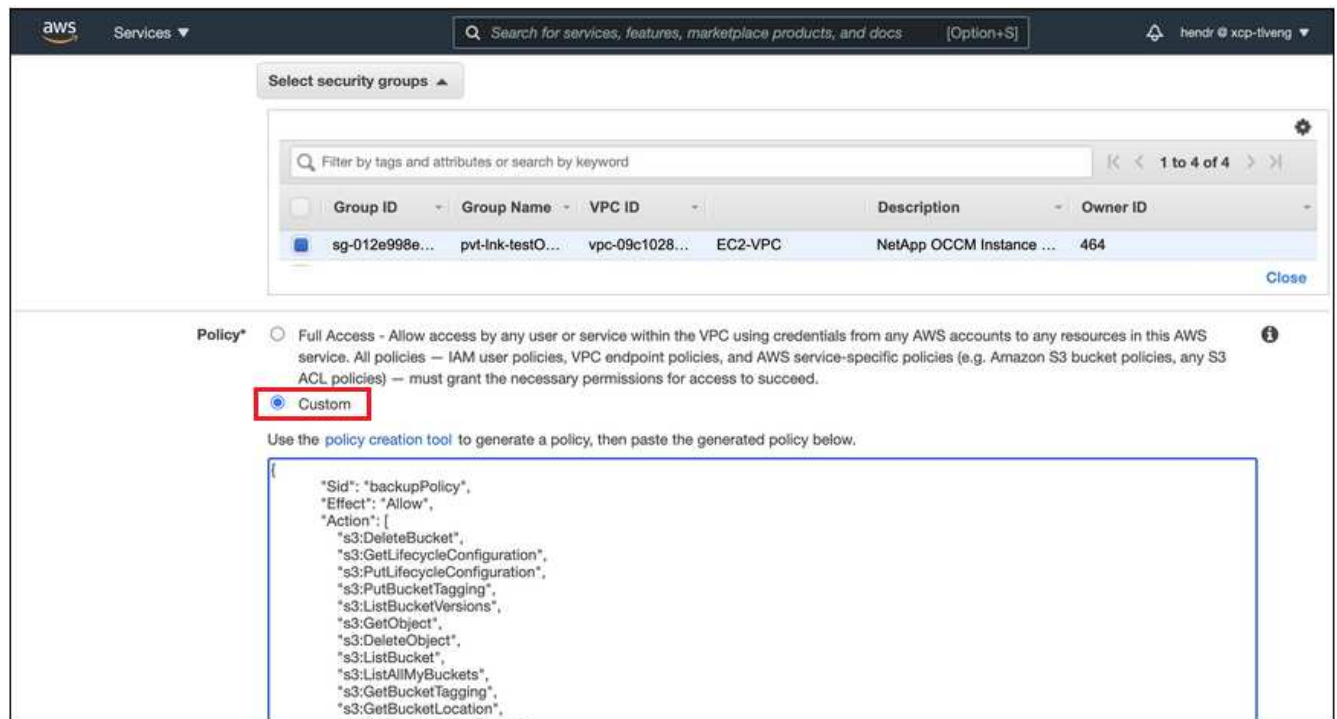 aws
Services ▼
Search for services, features, marketplace products, and docs [Option+S]
hendr @ xcp-tlveng ▼
Select security groups ▲
Filter by tags and attributes or search by keyword
1 to 4 of 4
Group ID Group Name VPC ID Description Owner ID
sg-012e998e... pvt-lnk-testO... vpc-09c1028... EC2-VPC NetApp OCCM Instance ... 464
Close
Policy*
Full Access - Allow access by any user or service within the VPC using credentials from any AWS accounts to any resources in this AWS
service. All policies — IAM user policies, VPC endpoint policies, and AWS service-specific policies (e.g. Amazon S3 bucket policies, any S3
ACL policies) — must grant the necessary permissions for access to succeed.
Custom
Use the policy creation tool to generate a policy, then paste the generated policy below.
{
"Sid": "backupPolicy",
"Effect": "Allow",
"Action": [
"s3:DeleteBucket",
"s3:GetLifecycleConfiguration",
"s3:PutLifecycleConfiguration",
"s3:PutBucketTagging",
"s3:ListBucketVersions",
"s3:GetObject",
"s3:DeleteObject",
"s3:ListBucket",
"s3:ListAllMyBuckets",
"s3:GetBucketTagging",
"s3:GetBucketLocation",